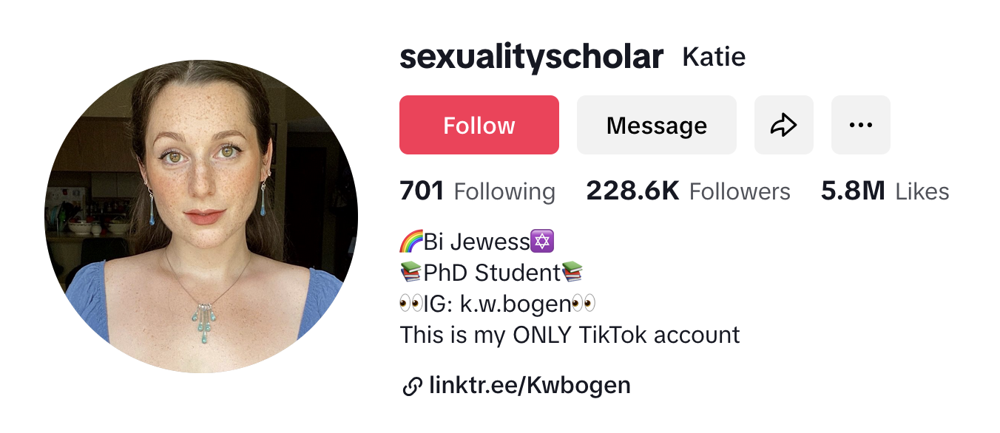 sexualityscholar Katie
Follow Message
701 Following 228.6K Followers 5.8M Likes
🌈Bi Jewess🔯
📚PhD Student📚
👀IG: k.w.bogen👀
This is my ONLY TikTok account
linktr.ee/Kwbogen